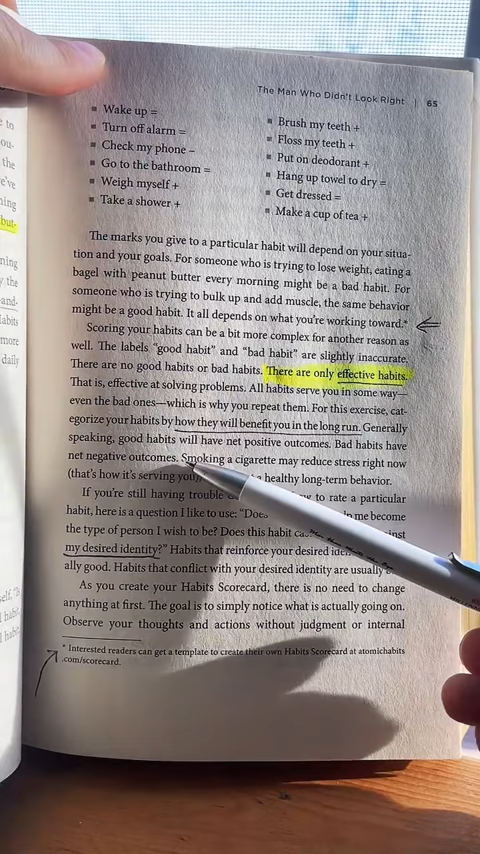 The Man Who Didn't Look Right | 65
▪ Wake up =
▪ Turn off alarm =
▪ Check my phone –
▪ Go to the bathroom =
▪ Weigh myself +
▪ Take a shower +
▪ Brush my teeth +
▪ Floss my teeth +
▪ Put on deodorant +
▪ Hang up towel to dry =
▪ Get dressed =
▪ Make a cup of tea +
The marks you give to a particular habit will depend on your situa-
tion and your goals. For someone who is trying to lose weight, eating a
bagel with peanut butter every morning might be a bad habit. For
someone who is trying to bulk up and add muscle, the same behavior
might be a good habit. It all depends on what you're working toward.*
Scoring your habits can be a bit more complex for another reason as
well. The labels "good habit" and "bad habit" are slightly inaccurate.
There are no good habits or bad habits. There are only effective habits.
That is, effective at solving problems. All habits serve you in some way—
even the bad ones—which is why you repeat them. For this exercise, cat-
egorize your habits by how they will benefit you in the long run. Generally
speaking, good habits will have net positive outcomes. Bad habits have
net negative outcomes. Smoking a cigarette may reduce stress right now
(that's how it's serving you), a healthy long-term behavior.
If you're still having trouble to rate a particular
habit, here is a question I like to use: "Does me become
the type of person I wish to be? Does this habit
my desired identity?" Habits that reinforce your desired
ally good. Habits that conflict with your desired identity are usually
As you create your Habits Scorecard, there is no need to change
anything at first. The goal is to simply notice what is actually going on.
Observe your thoughts and actions without judgment or internal
* Interested readers can get a template to create their own Habits Scorecard at atomichabits
.com/scorecard.